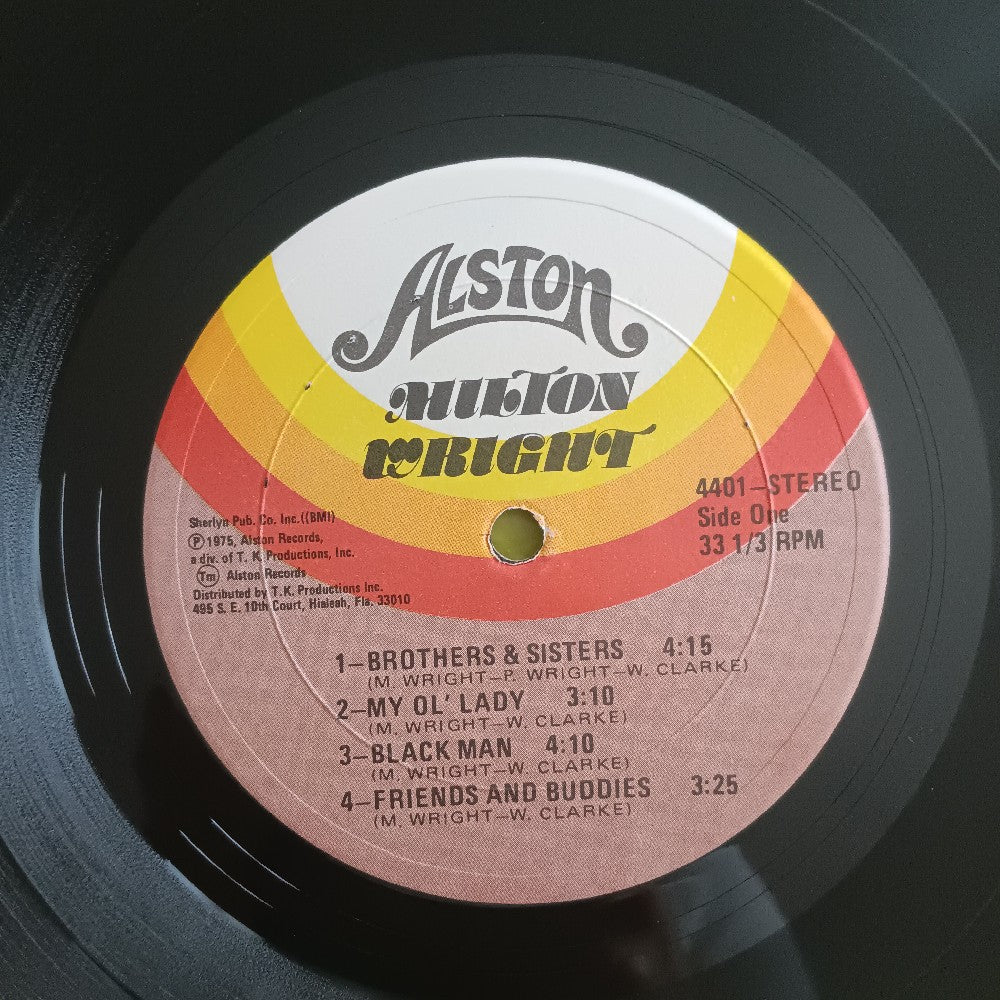 ALSTON
MILTON
WRIGHT
4401-STEREO
Side One
33 1/3 RPM
Sherlyn Pub. Co. Inc.((BMI)
Ⓟ 1975, Alston Records,
a div. of T. K. Productions, Inc.
Tm Alston Records
Distributed by T.K. Productions Inc.
495 S. E. 10th Court, Hialeah, Fla. 33010
1-BROTHERS & SISTERS 4:15
(M. WRIGHT-P. WRIGHT-W. CLARKE)
2-MY OL' LADY 3:10
(M. WRIGHT-W. CLARKE)
3-BLACK MAN 4:10
(M. WRIGHT-W. CLARKE)
4-FRIENDS AND BUDDIES 3:25
(M. WRIGHT-W. CLARKE)